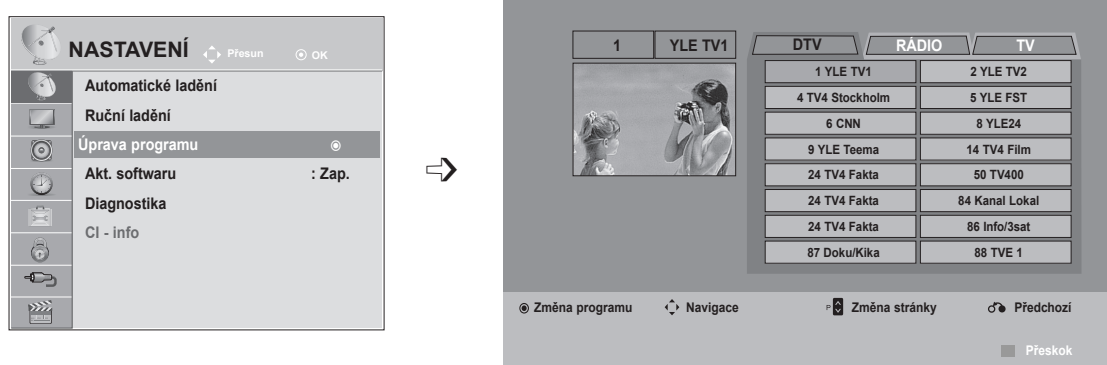 NASTAVENÍ Přesun OK
Automatické ladění
Ruční ladění
Úprava programu
Akt. softwaru : Zap.
Diagnostika
CI - info
1 YLE TV1
DTV RÁDIO TV
1 YLE TV1 2 YLE TV2
4 TV4 Stockholm 5 YLE FST
6 CNN 8 YLE24
9 YLE Teema 14 TV4 Film
24 TV4 Fakta 50 TV400
24 TV4 Fakta 84 Kanal Lokal
24 TV4 Fakta 86 Info/3sat
87 Doku/Kika 88 TVE 1
Změna programu Navigace P Změna stránky Předchozí
Přeskok